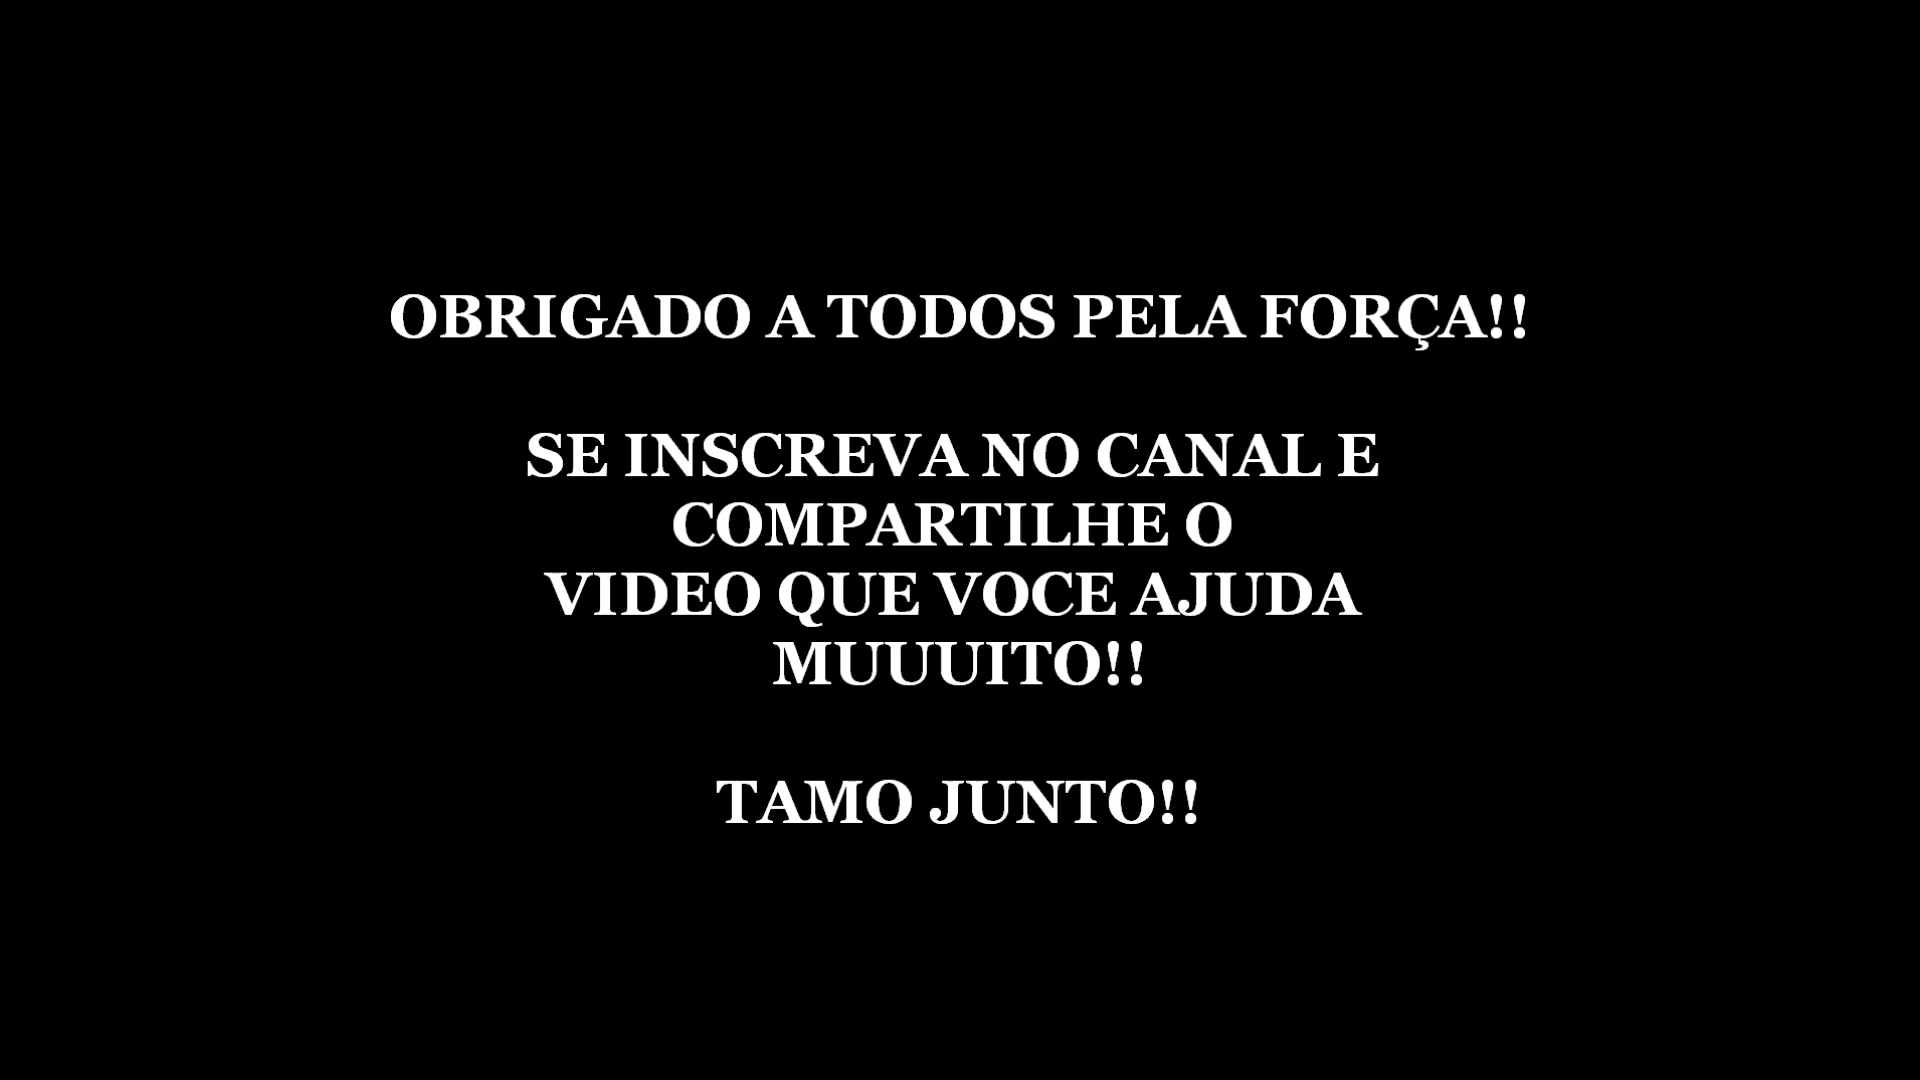 OBRIGADO A TODOS PELA FORÇA!!
SE INSCREVA NO CANAL E
COMPARTILHE O
VIDEO QUE VOCE AJUDA
MUUUITO!!
TAMO JUNTO!!